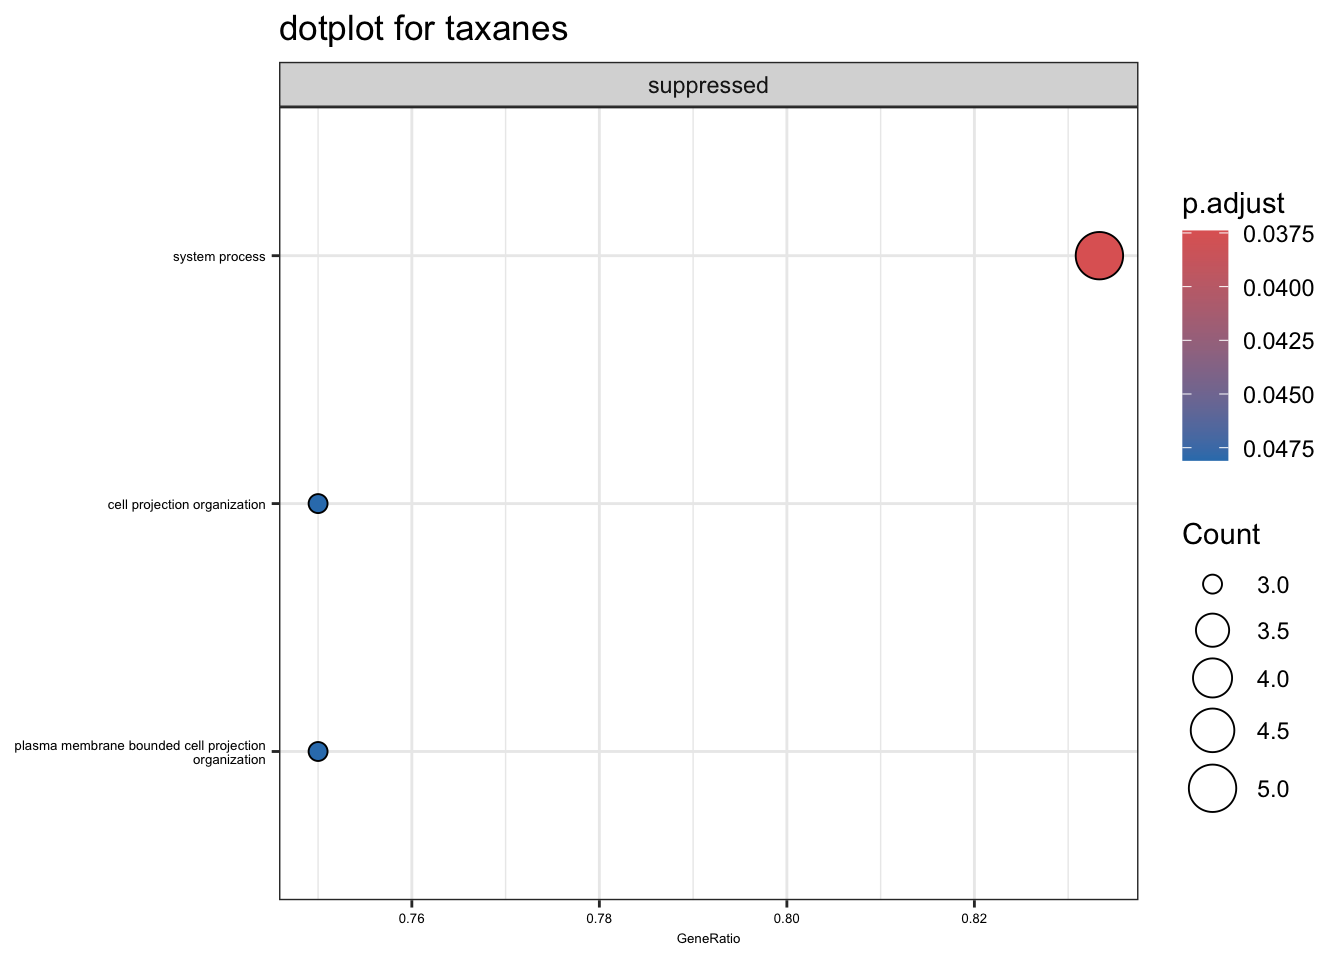 dotplot for taxanes
suppressed
system process
cell projection organization
plasma membrane bounded cell projection
organization
0.76
0.78
0.80
0.82
GeneRatio
p.adjust
0.0375
0.0400
0.0425
0.0450
0.0475
Count
3.0
3.5
4.0
4.5
5.0